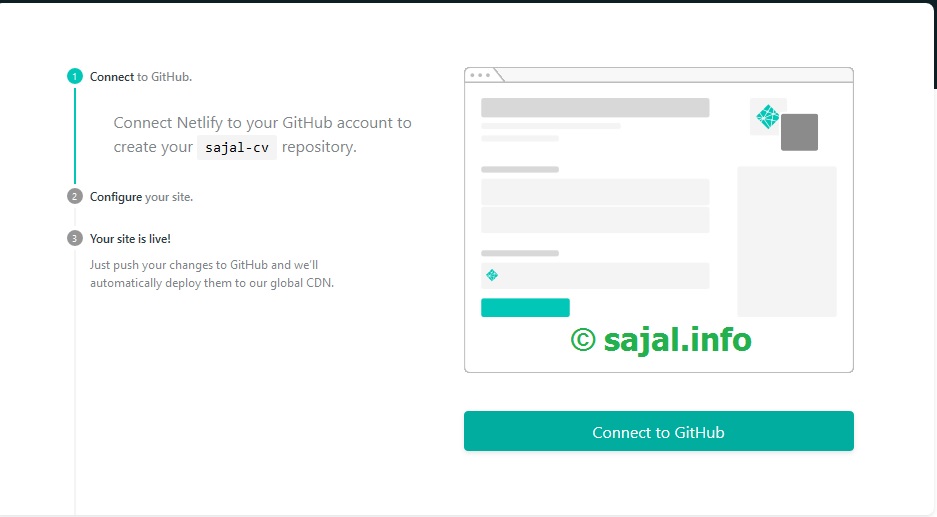 1 Connect to GitHub.
Connect Netlify to your GitHub account to
create your sajal-cv repository.
2 Configure your site.
3 Your site is live!
Just push your changes to GitHub and we'll
automatically deploy them to our global CDN.
© sajal.info
Connect to GitHub